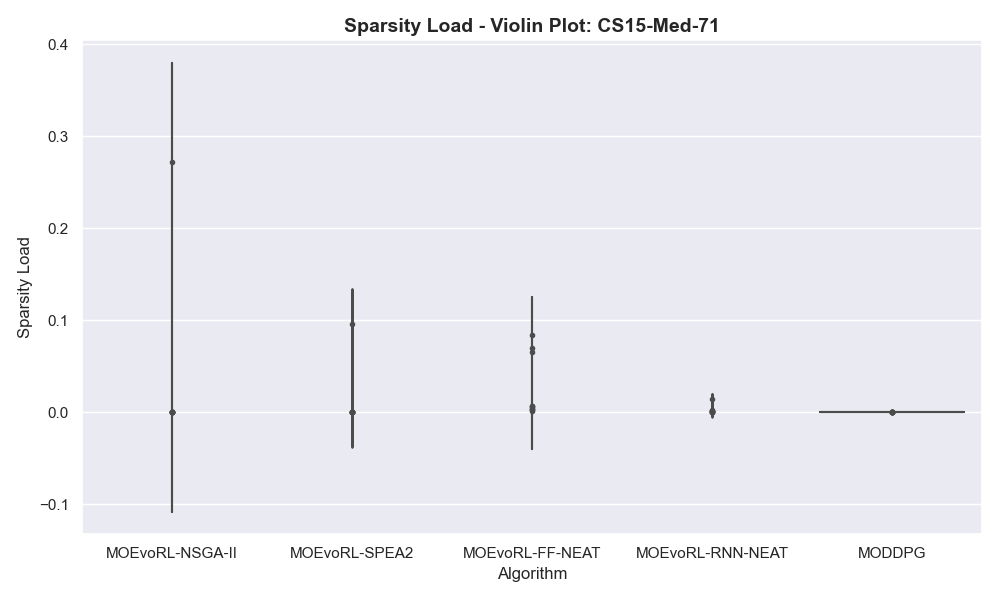 Sparsity Load - Violin Plot: CS15-Med-71
0.4
0.3
0.2
0.1
0.0
−0.1
Sparsity Load
MOEvoRL-NSGA-II
MOEvoRL-SPEA2
MOEvoRL-FF-NEAT
MOEvoRL-RNN-NEAT
MODDPG
Algorithm